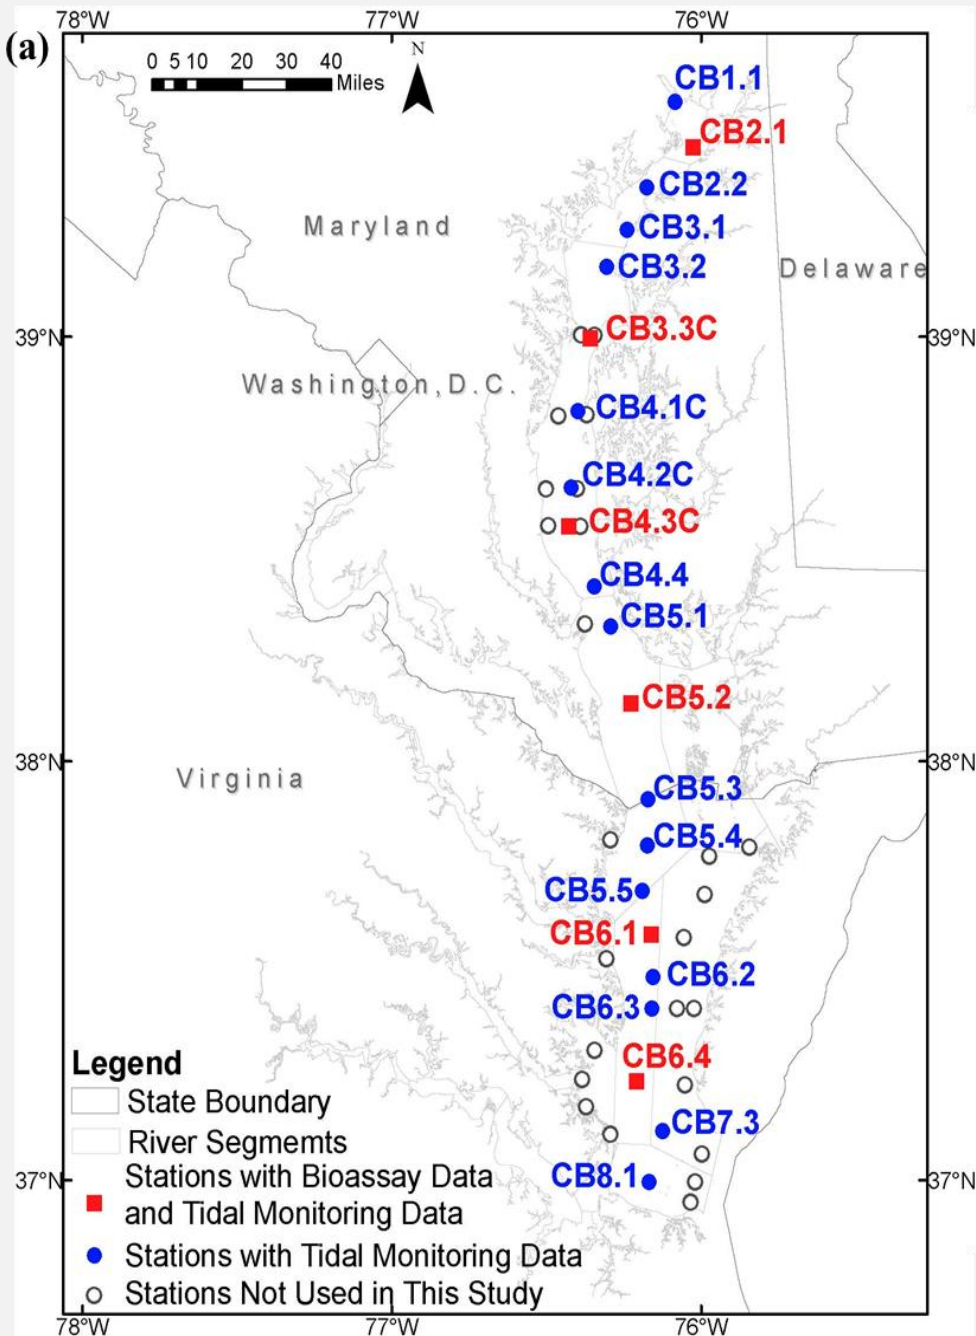 78°W 77°W 76°W
(a)
0 5 10 20 30 40
Miles
N
CB1.1
CB2.1
CB2.2
Maryland
CB3.1
CB3.2
Delaware
39°N
CB3.3C
39°N
Washington,D.C.
CB4.1C
CB4.2C
CB4.3C
CB4.4
CB5.1
CB5.2
38°N
38°N
Virginia
CB5.3
CB5.4
CB5.5
CB6.1
CB6.2
CB6.3
CB6.4
CB7.3
CB8.1
37°N
37°N
Legend
State Boundary
River Segmemts
Stations with Bioassay Data
and Tidal Monitoring Data
Stations with Tidal Monitoring Data
Stations Not Used in This Study
78°W 77°W 76°W